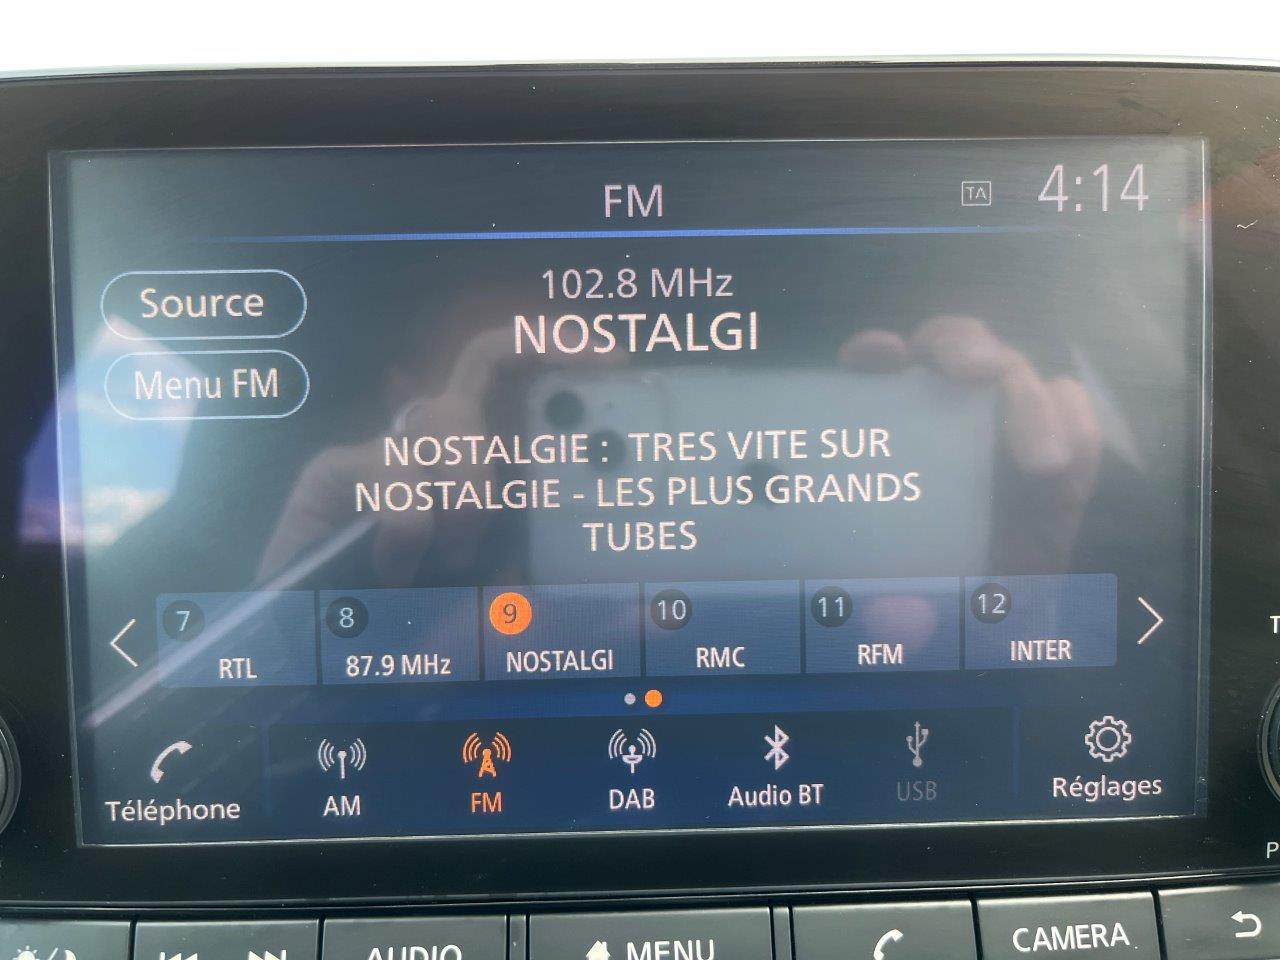 FM
TA
4:14
Source
102.8 MHz
NOSTALGI
Menu FM
NOSTALGIE : TRES VITE SUR
NOSTALGIE - LES PLUS GRANDS
TUBES
7
RTL
8
87.9 MHz
9
NOSTALGI
10
RMC
11
RFM
12
INTER
Téléphone
AM
FM
DAB
Audio BT
USB
Réglages
AUDIO
MENU
CAMERA
T
P